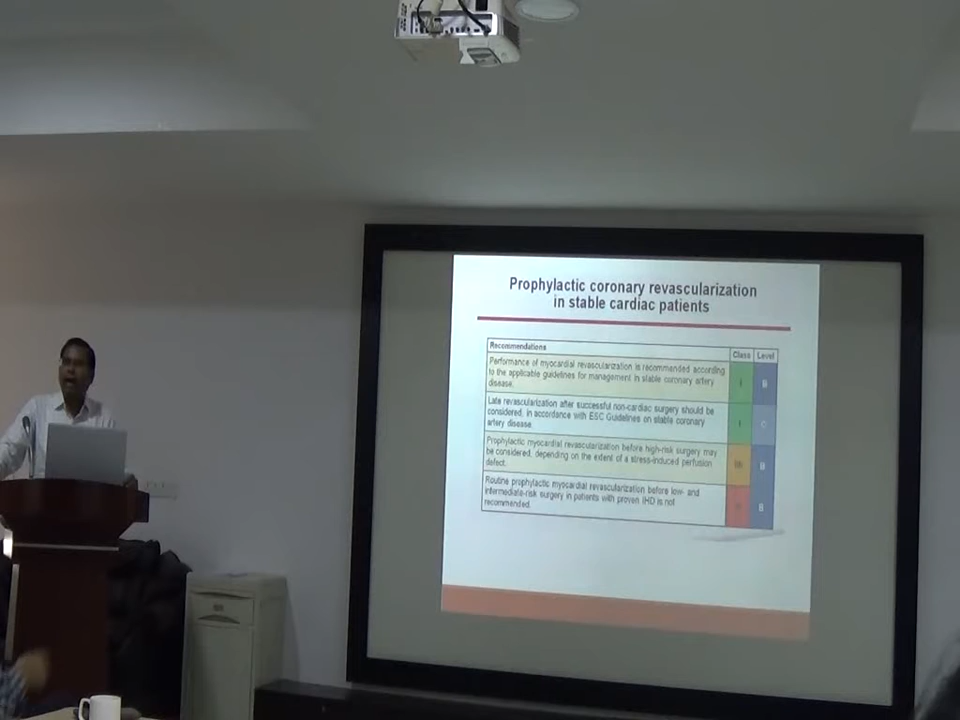 Prophylactic coronary revascularization
in stable cardiac patients
Recommendations Class Level
Performance of myocardial revascularization is recommended according
to the applicable guidelines for management in stable coronary artery
disease. I B
Late revascularization after successful non-cardiac surgery should be
considered, in accordance with ESC Guidelines on stable coronary
artery disease. I C
Prophylactic myocardial revascularization before high-risk surgery may
be considered, depending on the extent of a stress-induced perfusion
defect. IIb B
Routine prophylactic myocardial revascularization before low- and
intermediate-risk surgery in patients with proven IHD is not
recommended. B